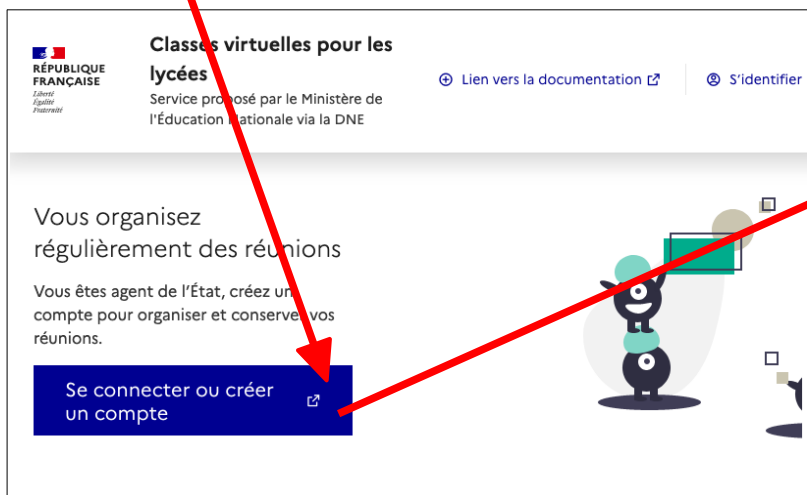 RÉPUBLIQUE
FRANÇAISE
Liberté
Égalité
Fraternité
Classes virtuelles pour les
lycées
Service proposé par le Ministère de
l'Éducation Nationale via la DNE
Lien vers la documentation
S'identifier
Vous organisez
régulièrement des réunions
Vous êtes agent de l'État, créez un
compte pour organiser et conserver vos
réunions.
Se connecter ou créer
un compte